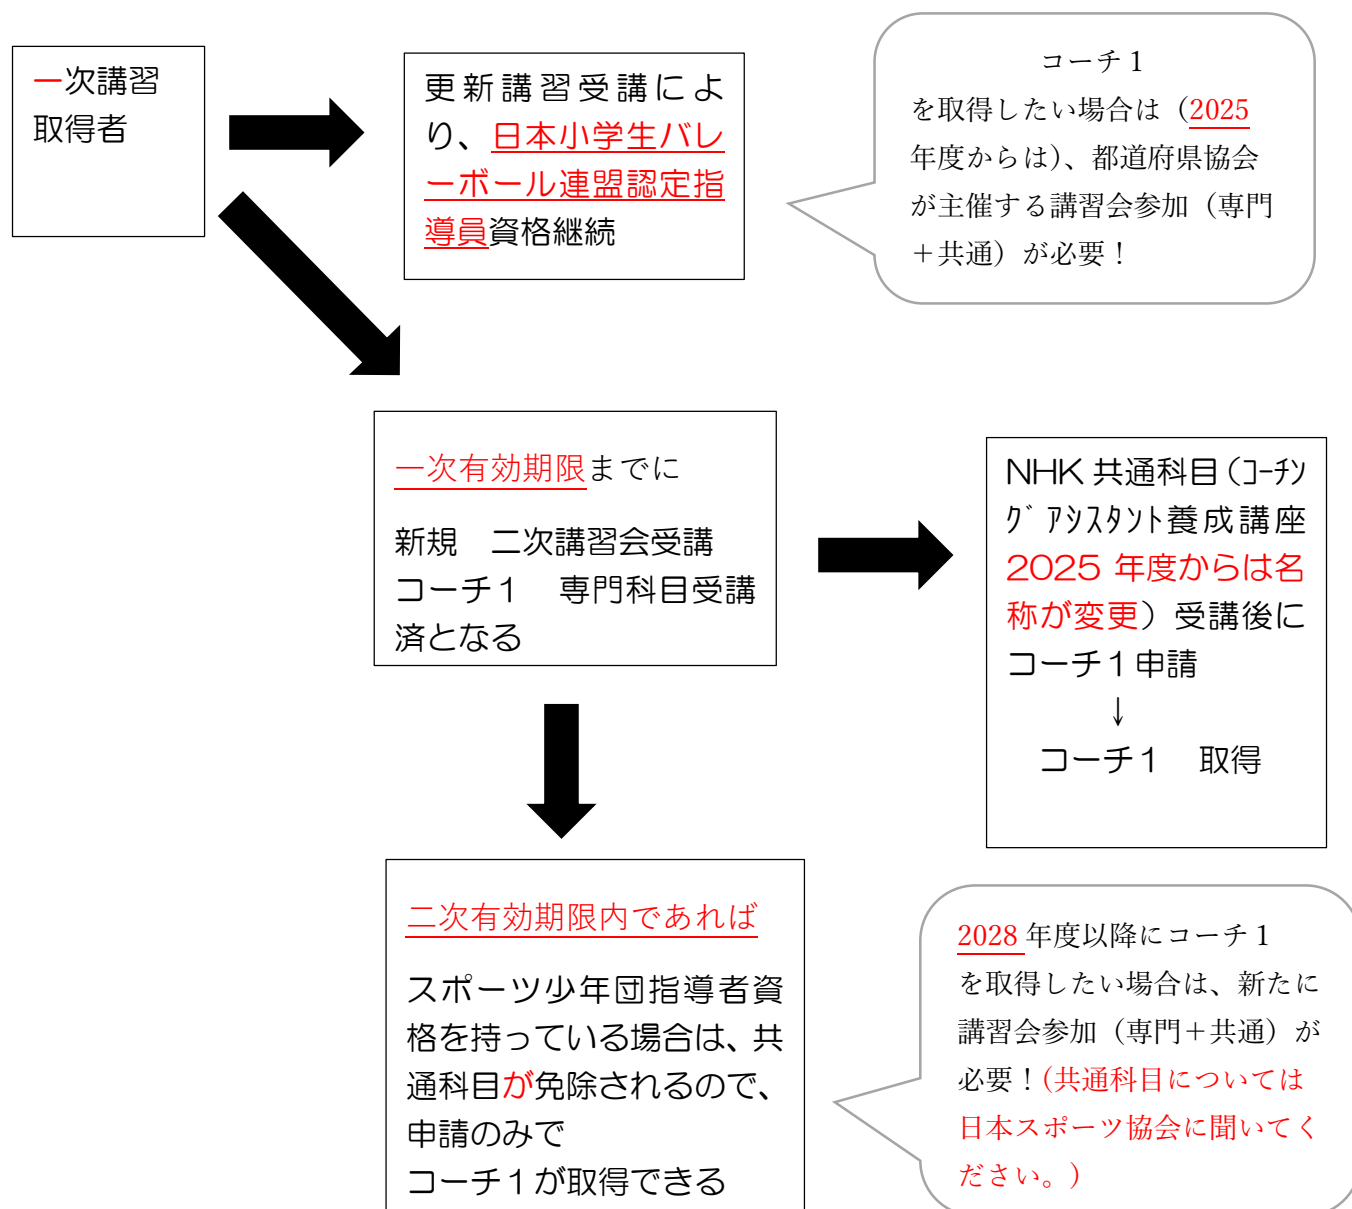 一次講習
取得者
更新講習受講によ
り、日本小学生バレ
ーボール連盟認定指
導員資格継続
コーチ１
を取得したい場合は（2025
年度からは）、都道府県協会
が主催する講習会参加（専門
＋共通）が必要！
一次有効期限までに
新規　二次講習会受講
コーチ１　専門科目受講
済となる
NHK 共通科目（ｺｰﾁﾝ
ｸﾞ ｱｼｽﾀﾝﾄ養成講座
2025 年度からは名
称が変更）受講後に
コーチ１申請
↓
コーチ１　取得
二次有効期限内であれば
スポーツ少年団指導者資
格を持っている場合は、共
通科目が免除されるので、
申請のみで
コーチ１が取得できる
2028 年度以降にコーチ１
を取得したい場合は、新たに
講習会参加（専門＋共通）が
必要！(共通科目については
日本スポーツ協会に聞いてく
ださい。)